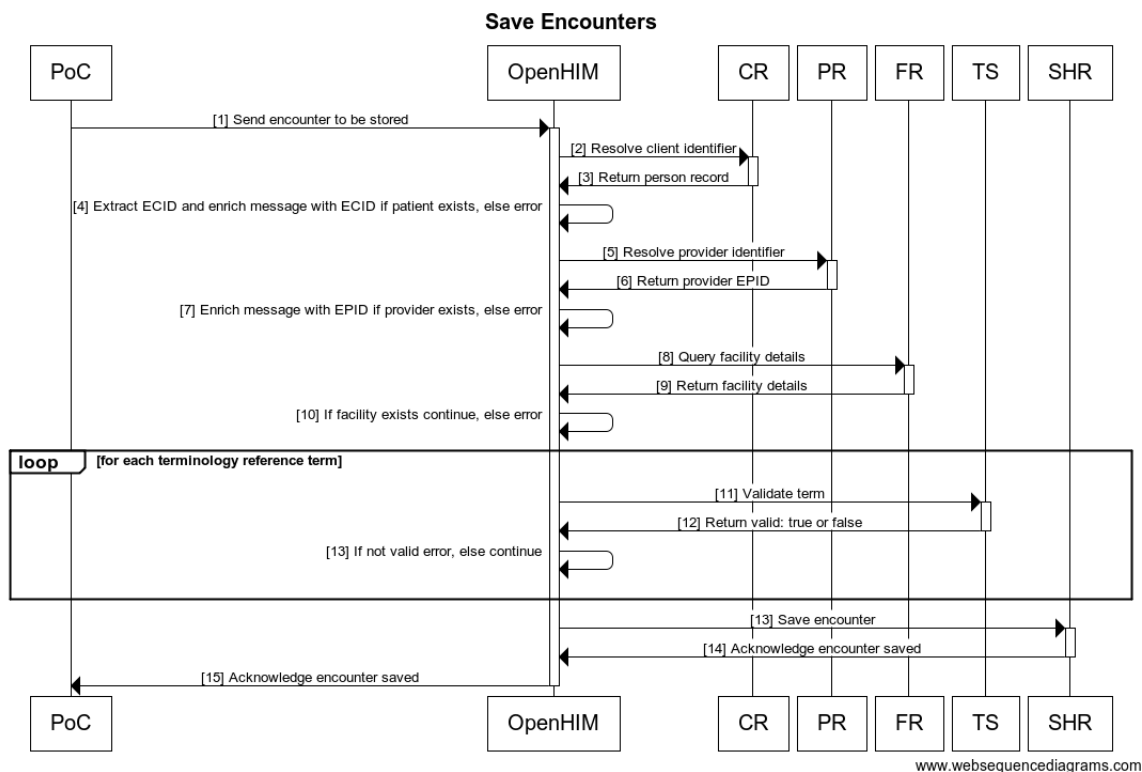 Save Encounters
PoC
OpenHIM
CR
PR
FR
TS
SHR
[1] Send encounter to be stored
[2] Resolve client identifier
[3] Return person record
[4] Extract ECID and enrich message with ECID if patient exists, else error
[5] Resolve provider identifier
[6] Return provider EPID
[7] Enrich message with EPID if provider exists, else error
[8] Query facility details
[9] Return facility details
[10] If facility exists continue, else error
loop
[for each terminology reference term]
[11] Validate term
[12] Return valid: true or false
[13] If not valid error, else continue
[13] Save encounter
[14] Acknowledge encounter saved
[15] Acknowledge encounter saved
PoC
OpenHIM
CR
PR
FR
TS
SHR
www.websequencediagrams.com